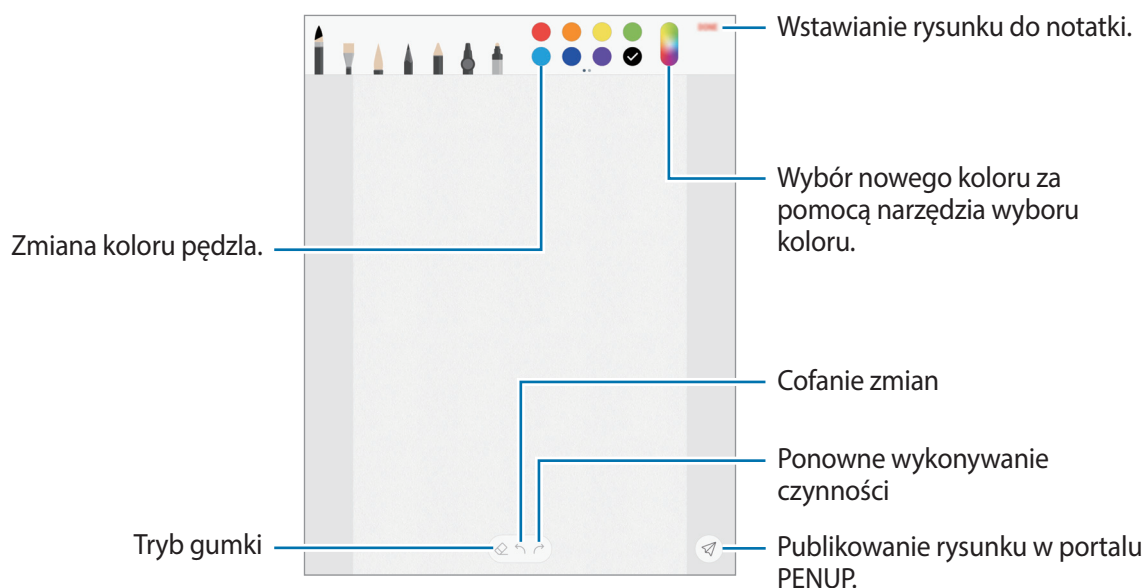 Wstawianie rysunku do notatki.
Wybór nowego koloru za
pomocą narzędzia wyboru
koloru.
Zmiana koloru pędzla.
Cofanie zmian
Ponowne wykonywanie
czynności
Tryb gumki
Publikowanie rysunku w portalu
PENUP.